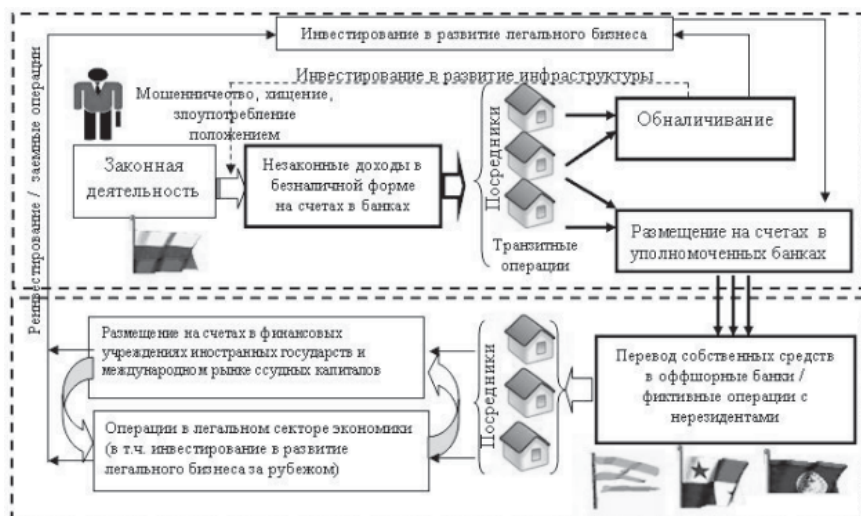 Инвестирование в развитие легального бизнеса
Инвестирование в развитие инфраструктуры
Мошенничество, хищение,
злоупотребление
положением
Законная
деятельность
Незаконные доходы в
безналичной форме
на счетах в банках
Посредники
Транзитные
операции
Обналичивание
Размещение на счетах в
уполномоченных банках
Реинвестирование / заемные операции
Размещение на счетах в финансовых
учреждениях иностранных государств и
международном рынке ссудных капиталов
Операции в легальном секторе экономики
(в т.ч. инвестирование в развитие
легального бизнеса за рубежом)
Посредники
Перевод собственных средств
в оффшорные банки /
фиктивные операции с
нерезидентами